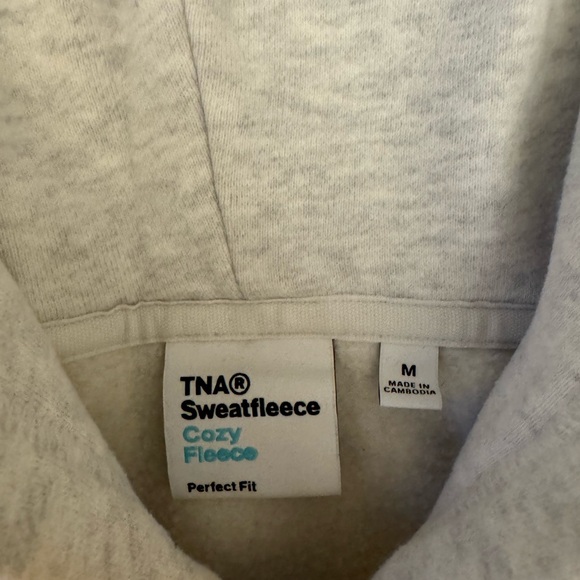 TNA®
Sweatfleece
Cozy
Fleece
Perfect Fit
M
MADE IN
CAMBODIA